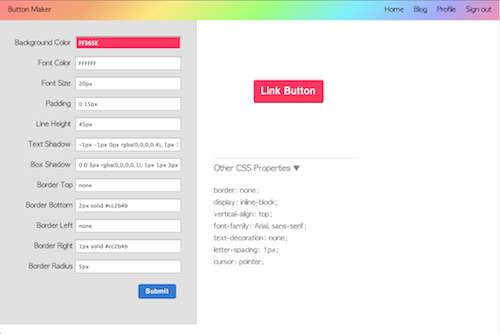 Button Maker
Home Blog Profile Sign out
Background Color FF365E
Font Color FFFFFF
Font Size 20px
Padding 0 15px
Line Height 45px
Text Shadow -1px -1px 0px rgba(0,0,0,0.4), 1px
Box Shadow 0 0 3px rgba(0,0,0,0.1), 1px 1px 3px
Border Top none
Border Bottom 2px solid #cc2b4b
Border Left none
Border Right 1px solid #cc2b4b
Border Radius 5px
Submit
Link Button
Other CSS Properties ▼
border: none;
display: inline-block;
vertical-align: top;
font-family: Arial, sans-serif;
text-decoration: none;
letter-spacing: 1px;
cursor: pointer;